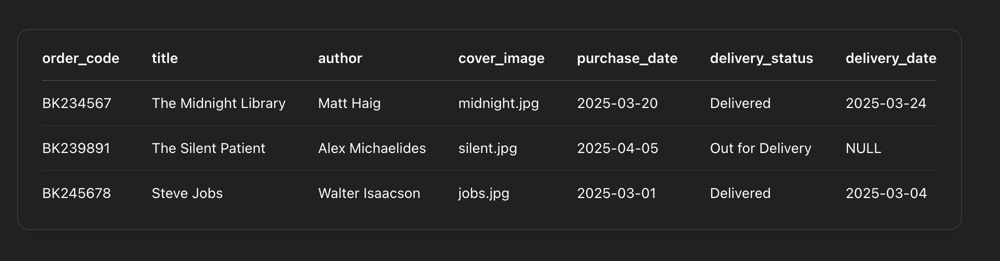 order_code title author cover_image purchase_date delivery_status delivery_date
BK234567 The Midnight Library Matt Haig midnight.jpg 2025-03-20 Delivered 2025-03-24
BK239891 The Silent Patient Alex Michaelides silent.jpg 2025-04-05 Out for Delivery NULL
BK245678 Steve Jobs Walter Isaacson jobs.jpg 2025-03-01 Delivered 2025-03-04